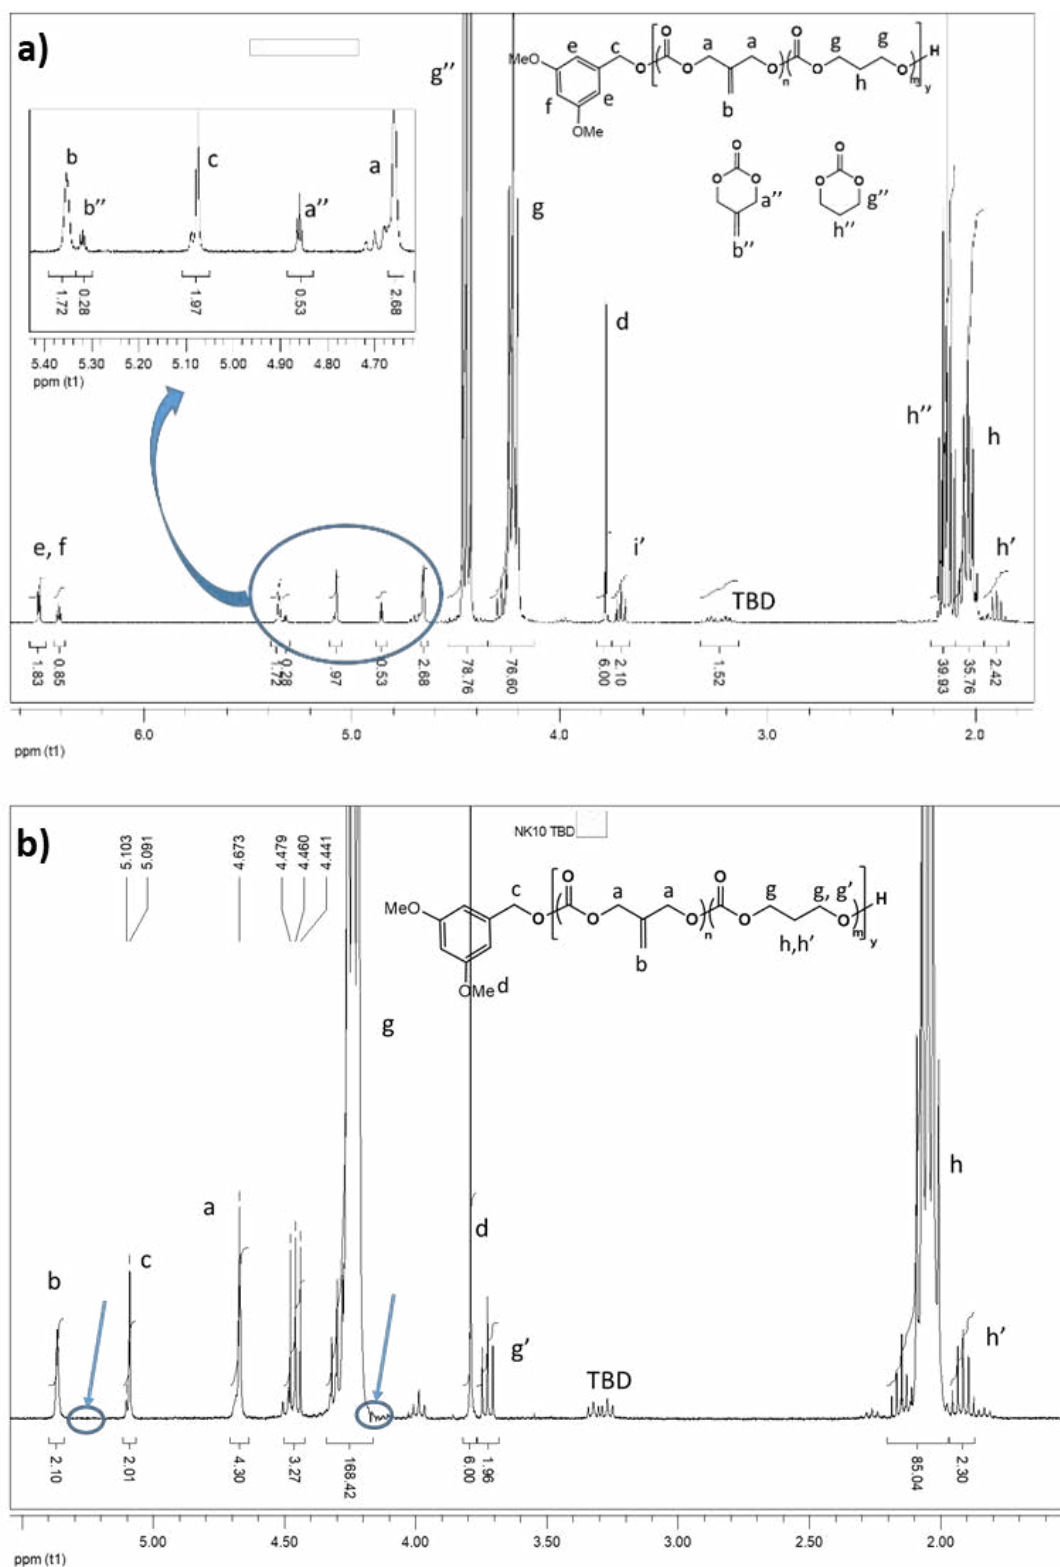 a)
g''
MeO
e
c
O
O
O
a
a
O
O
O
g
g
O
H
n
m
y
f
e
b
h
OMe
b
b''
c
a''
a
1.72
0.28
1.97
0.53
2.68
5.40
5.30
5.20
5.10
5.00
4.90
4.80
4.70
ppm (t1)
O
O
O
a''
b''
O
O
O
g''
h''
g
d
h''
h
e, f
i'
h'
TBD
1.83
0.85
1.72
0.28
1.97
0.53
2.68
78.76
76.60
6.00
2.10
1.52
39.93
35.76
2.42
6.0
5.0
4.0
3.0
2.0
ppm (t1)
b)
5.103
5.091
4.673
4.479
4.460
4.441
NK10 TBD
MeO
c
O
O
O
a
a
O
O
O
g
g, g'
O
H
n
m
y
b
h,h'
OMe
d
g
a
d
h
c
b
g'
h'
TBD
2.10
2.01
4.30
3.27
168.42
6.00
1.96
85.04
2.30
5.00
4.50
4.00
3.50
3.00
2.50
2.00
ppm (t1)